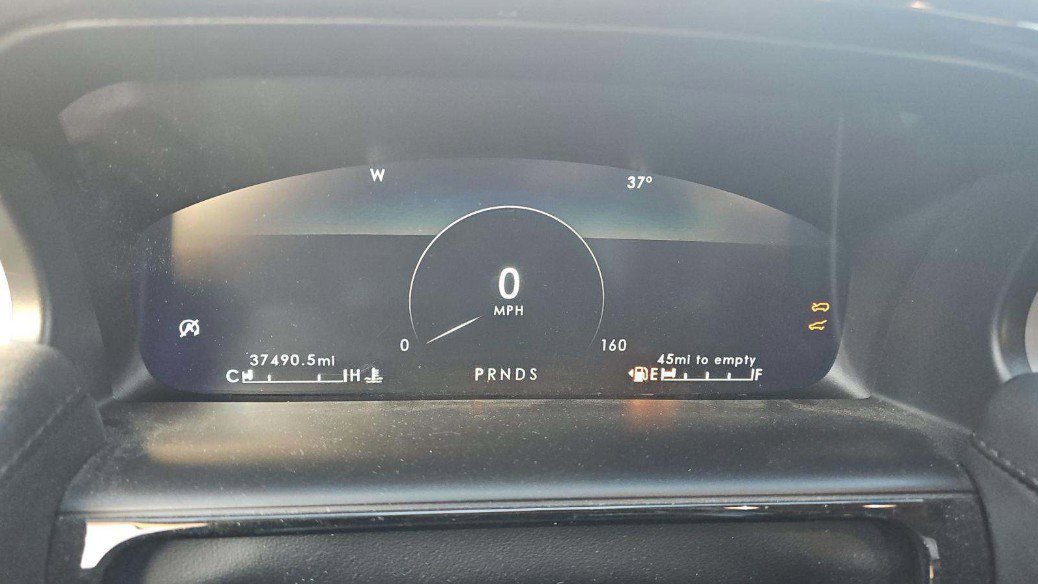 W
37°
0
MPH
0
160
37490.5mi
45mi to empty
C H
PRNDS
E F